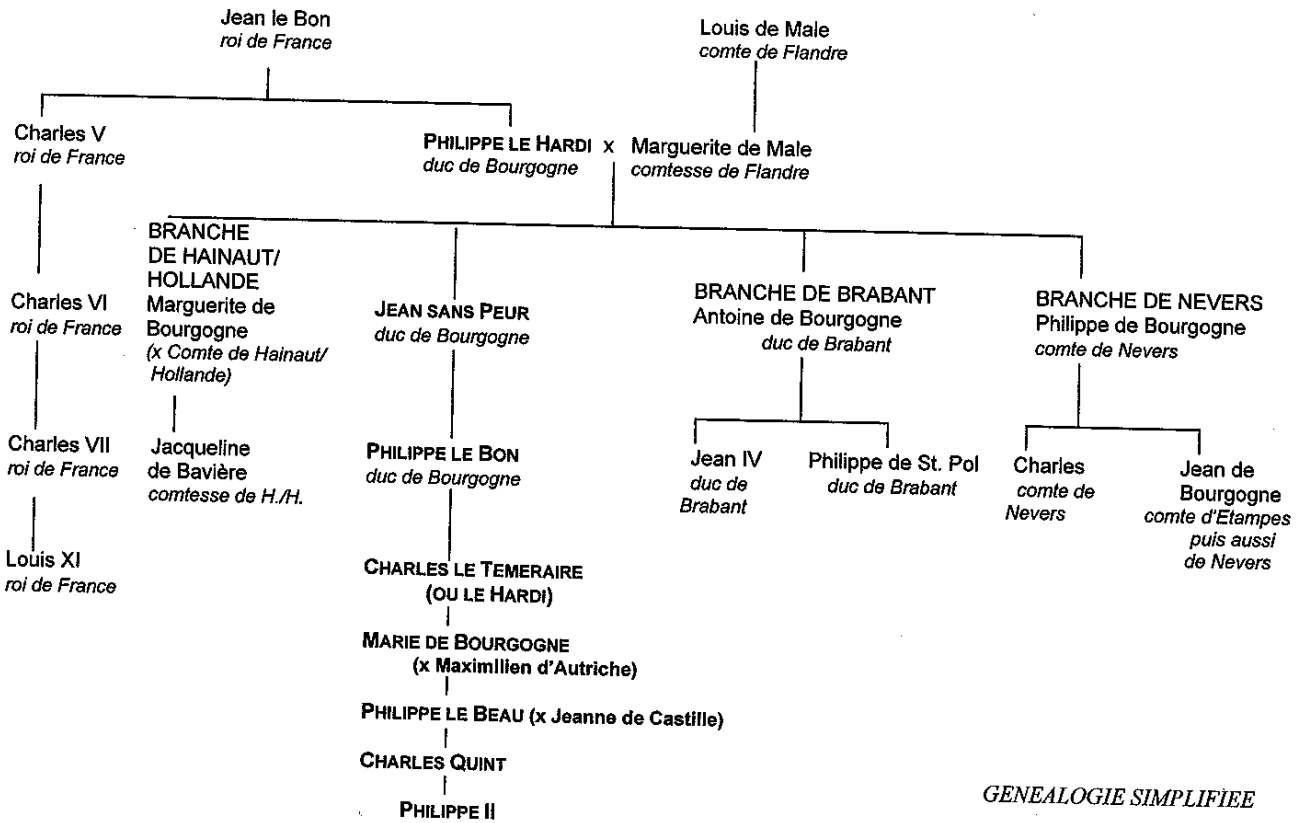 Jean le Bon
roi de France
Louis de Male
comte de Flandre
Charles V
roi de France
PHILIPPE LE HARDI x Marguerite de Male
duc de Bourgogne
comtesse de Flandre
BRANCHE
DE HAINAUT/
HOLLANDE
Marguerite de
Bourgogne
(x Comte de Hainaut/
Hollande)
Charles VI
roi de France
JEAN SANS PEUR
duc de Bourgogne
BRANCHE DE BRABANT
Antoine de Bourgogne
duc de Brabant
BRANCHE DE NEVERS
Philippe de Bourgogne
comte de Nevers
Charles VII
roi de France
Jacqueline
de Bavière
comtesse de H./H.
PHILIPPE LE BON
duc de Bourgogne
Jean IV
duc de
Brabant
Philippe de St. Pol
duc de Brabant
Charles
comte de
Nevers
Jean de
Bourgogne
comte d'Etampes
puis aussi
de Nevers
Louis XI
roi de France
CHARLES LE TEMERAIRE
(OU LE HARDI)
MARIE DE BOURGOGNE
(x Maximilien d'Autriche)
PHILIPPE LE BEAU (x Jeanne de Castille)
CHARLES QUINT
PHILIPPE II
GENEALOGIE SIMPLIFIEE